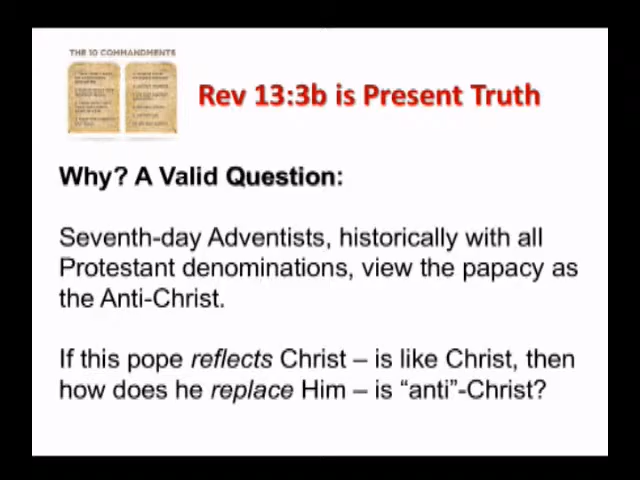 THE 10 COMMANDMENTS
Rev 13:3b is Present Truth
Why? A Valid Question:
Seventh-day Adventists, historically with all
Protestant denominations, view the papacy as
the Anti-Christ.
If this pope reflects Christ – is like Christ, then
how does he replace Him – is “anti”-Christ?